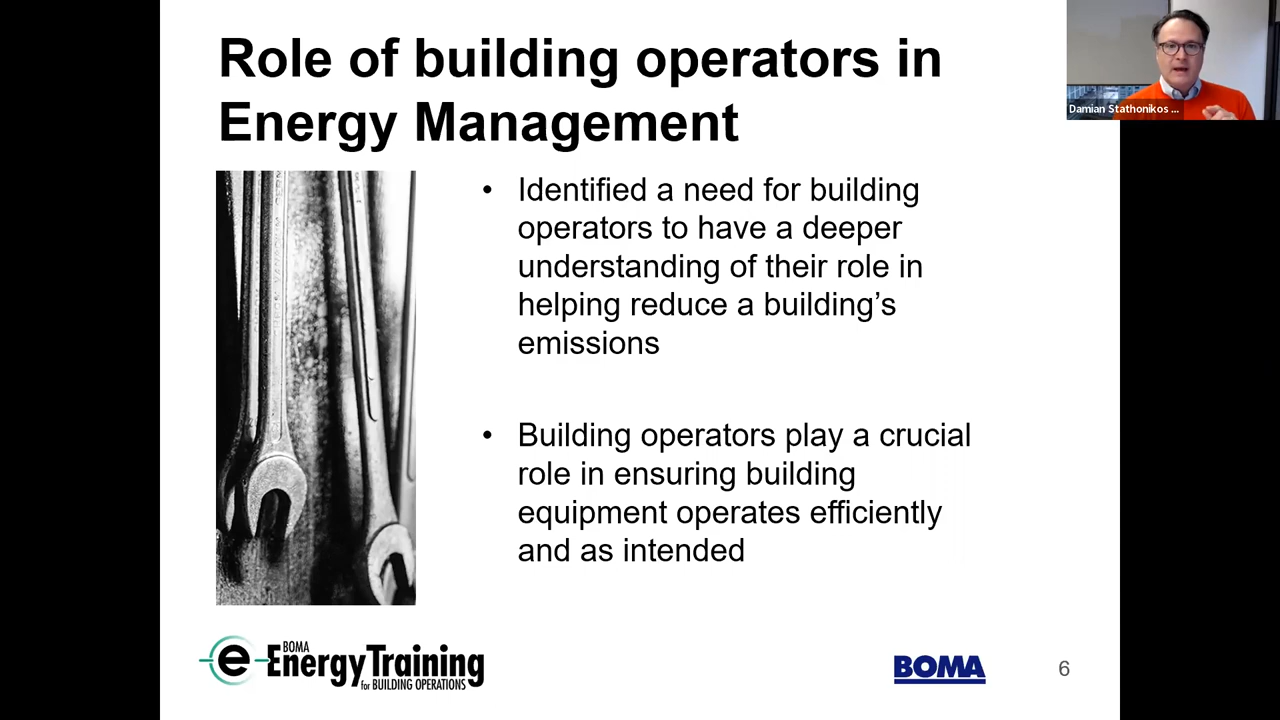 Role of building operators in
Energy Management
Damian Stathonikos ...
• Identified a need for building
operators to have a deeper
understanding of their role in
helping reduce a building’s
emissions
• Building operators play a crucial
role in ensuring building
equipment operates efficiently
and as intended
e
BOMA
Energy Training
for BUILDING OPERATIONS
BOMA
6